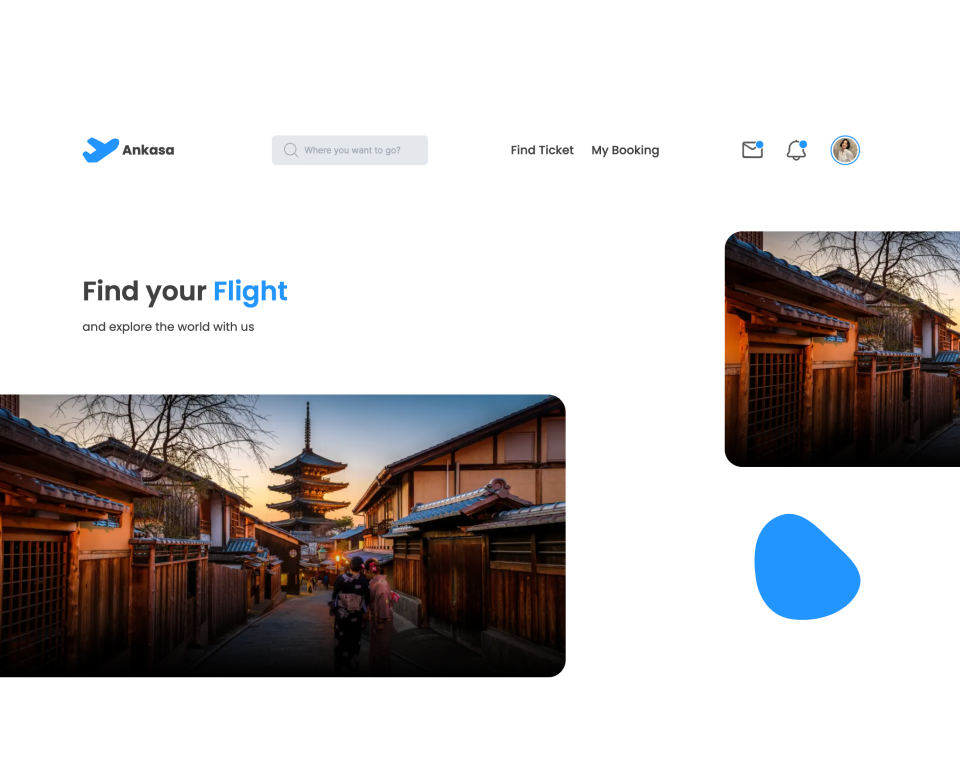 Ankasa
Where you want to go?
Find Ticket
My Booking
Find your Flight
and explore the world with us